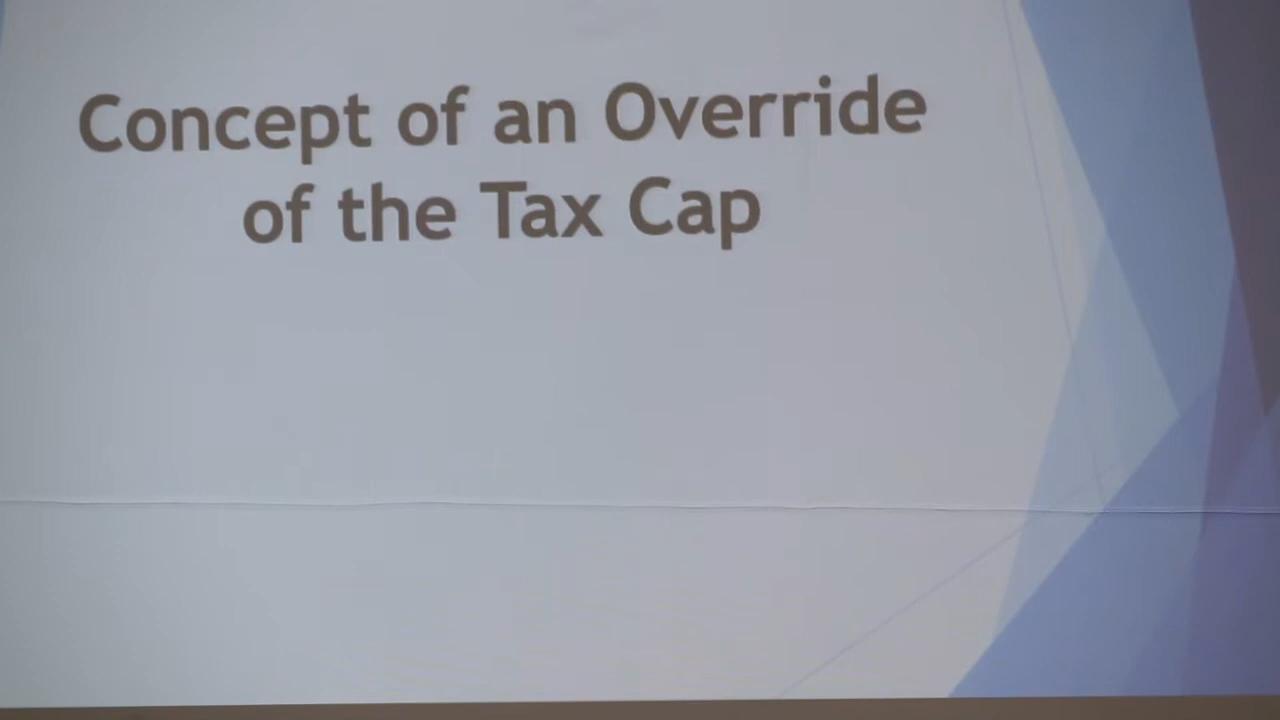 Concept of an Override
of the Tax Cap